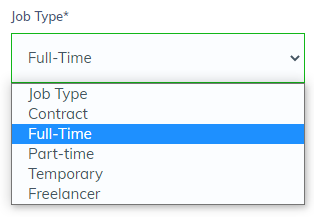 Job Type*
Full-Time
Job Type
Contract
Full-Time
Part-time
Temporary
Freelancer